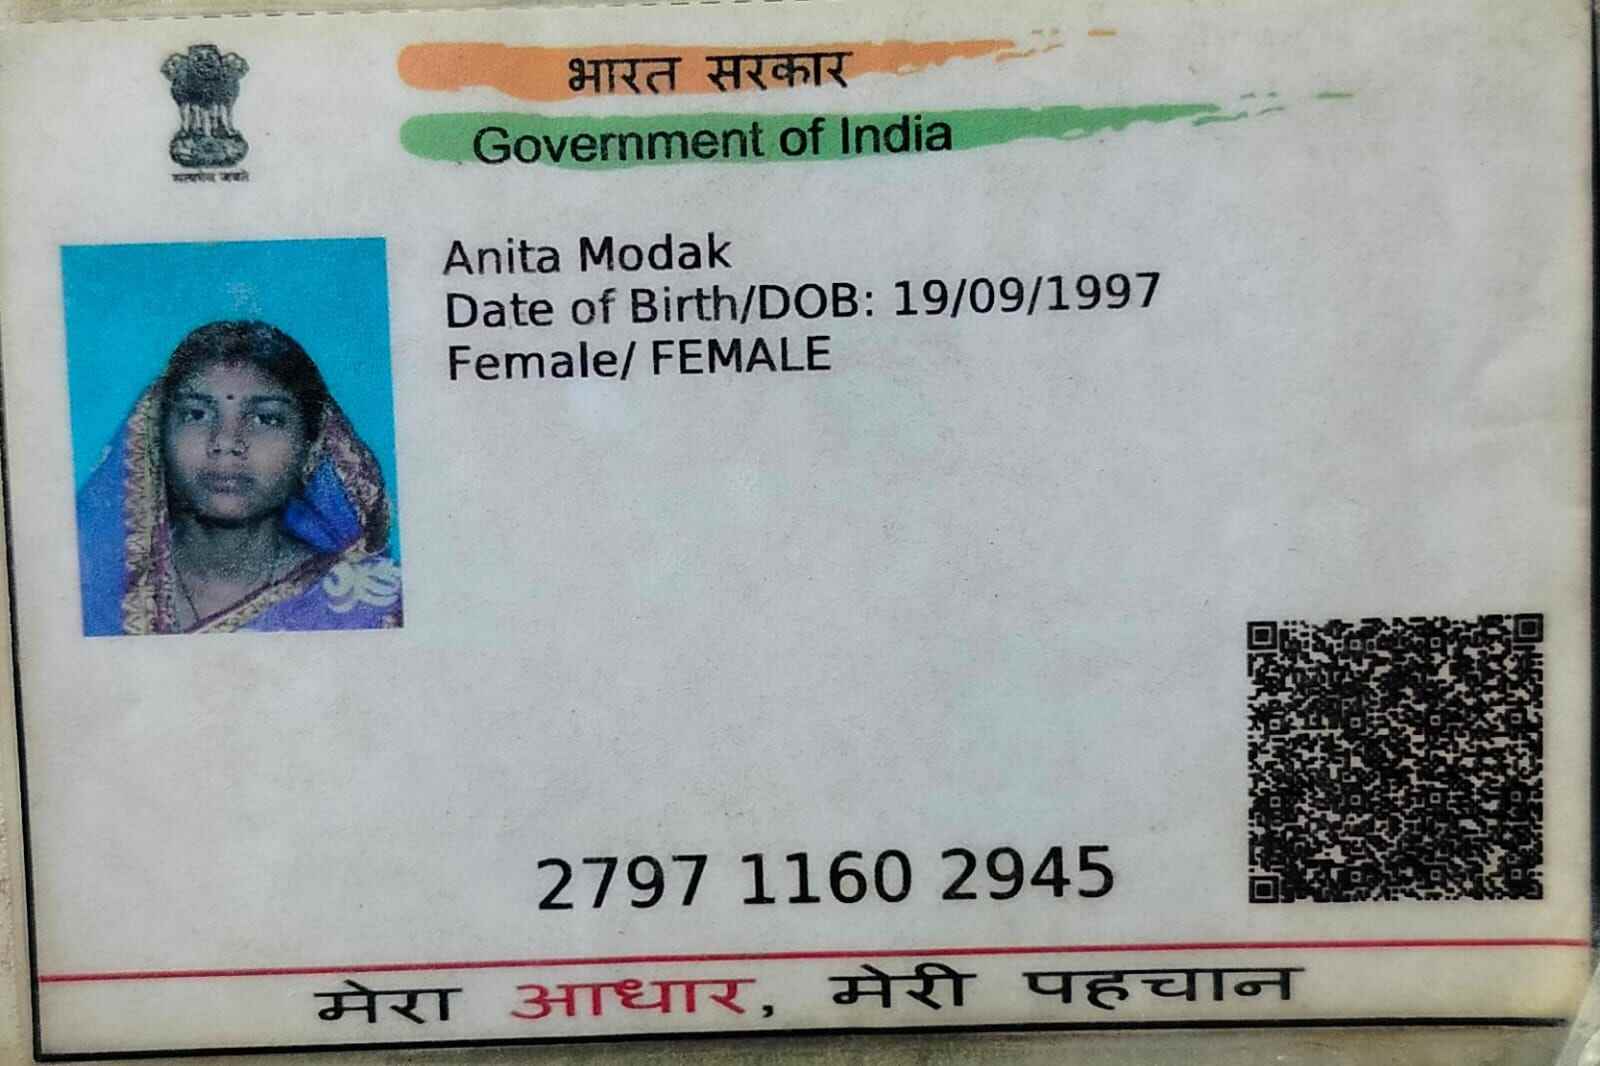 भारत सरकार
Government of India
सत्यमेव जयते
Anita Modak
Date of Birth/DOB: 19/09/1997
Female/ FEMALE
2797 1160 2945
मेरा आधार, मेरी पहचान